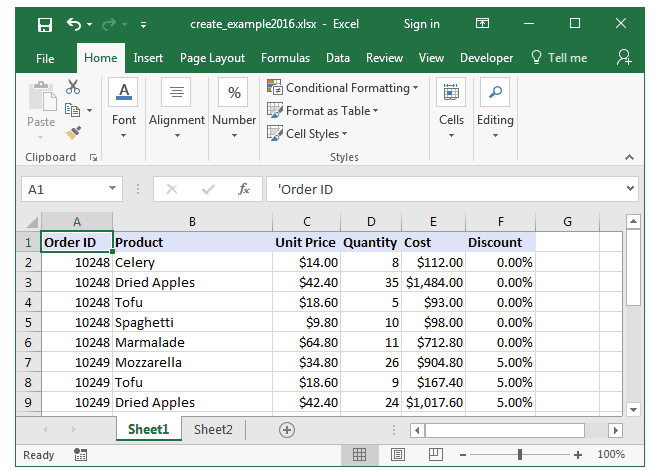 create_example2016.xlsx - Excel Sign in
File Home Insert Page Layout Formulas Data Review View Developer Tell me
Paste
Clipboard
A
Font
Alignment
%
Number
Conditional Formatting
Format as Table
Cell Styles
Styles
Cells
Editing
A1 fx 'Order ID
A B C D E F G
1 Order ID Product Unit Price Quantity Cost Discount
2 10248 Celery $14.00 8 $112.00 0.00%
3 10248 Dried Apples $42.40 35 $1,484.00 0.00%
4 10248 Tofu $18.60 5 $93.00 0.00%
5 10248 Spaghetti $9.80 10 $98.00 0.00%
6 10248 Marmalade $64.80 11 $712.80 0.00%
7 10249 Mozzarella $34.80 26 $904.80 5.00%
8 10249 Tofu $18.60 9 $167.40 5.00%
9 10249 Dried Apples $42.40 24 $1,017.60 5.00%
Sheet1 Sheet2
Ready 100%